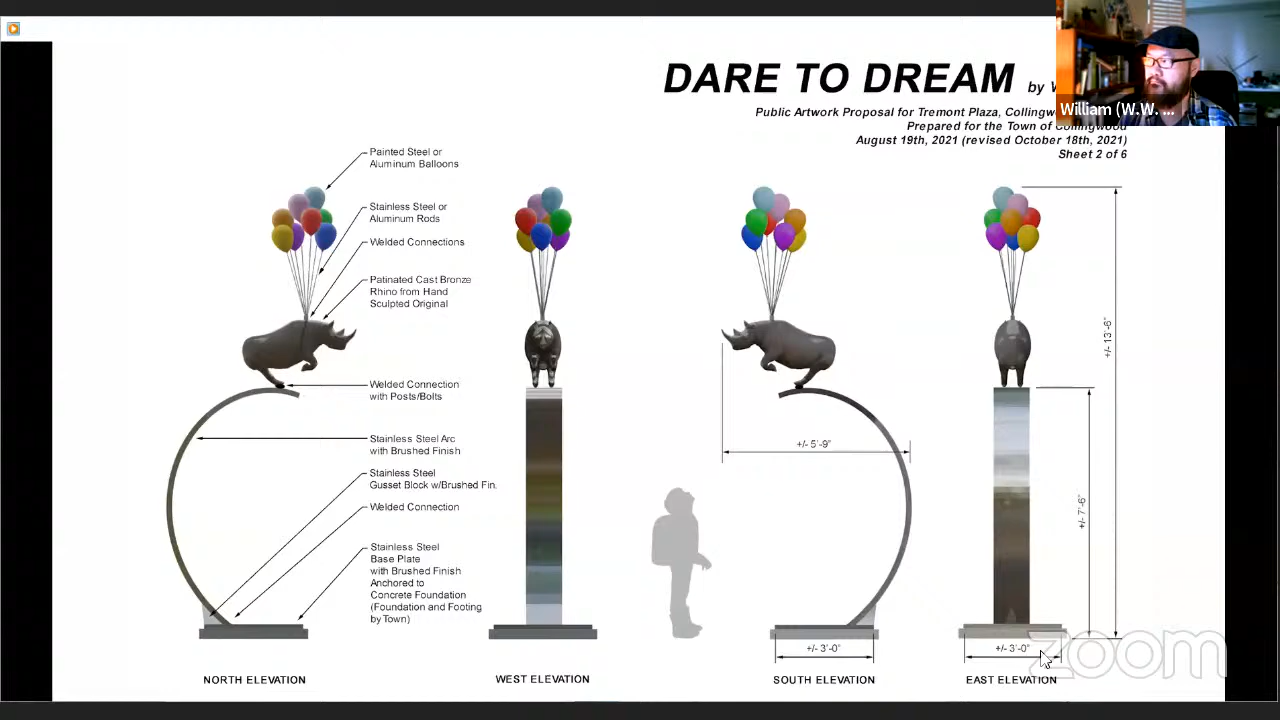 DARE TO DREAM by
Public Artwork Proposal for Tremont Plaza,
Prepared for the Town of Collingwood
August 19th, 2021 (revised October 18th, 2021)
Sheet 2 of 6
William (W.W. ...
Painted Steel or
Aluminum Balloons
Stainless Steel or
Aluminum Rods
Welded Connections
Patinated Cast Bronze
Rhino from Hand
Sculpted Original
Welded Connection
with Posts/Bolts
Stainless Steel Arc
with Brushed Finish
Stainless Steel
Gusset Block w/Brushed Fin.
Welded Connection
Stainless Steel
Base Plate
with Brushed Finish
Anchored to
Concrete Foundation
(Foundation and Footing
by Town)
+/- 5'-9"
+/- 13'-6"
+/- 7'-6"
+/- 3'-0"
+/- 3'-0"
NORTH ELEVATION
WEST ELEVATION
SOUTH ELEVATION
EAST ELEVATION
zoom